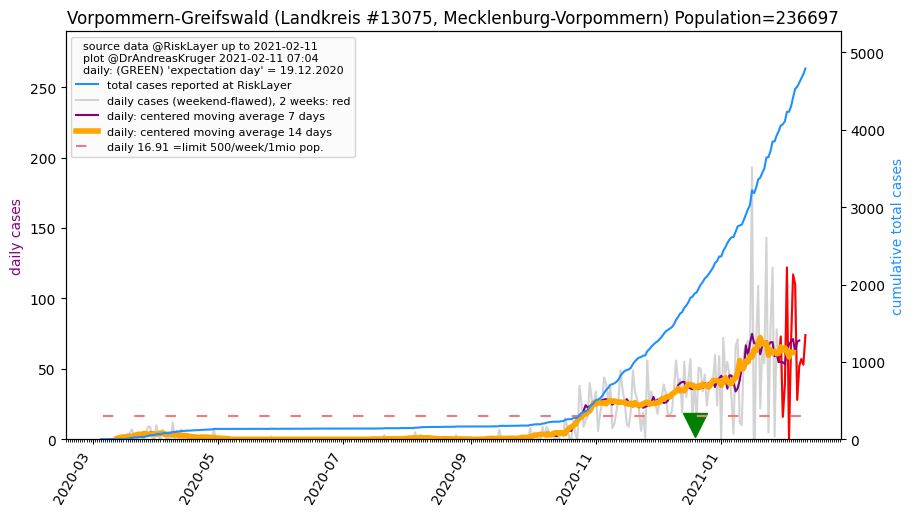 Vorpommern-Greifswald (Landkreis #13075, Mecklenburg-Vorpommern) Population=236697
source data @RiskLayer up to 2021-02-11
plot @DrAndreasKruger 2021-02-11 07:04
daily: (GREEN) 'expectation day' = 19.12.2020
total cases reported at RiskLayer
daily cases (weekend-flawed), 2 weeks: red
daily: centered moving average 7 days
daily: centered moving average 14 days
daily 16.91 =limit 500/week/1mio pop.
daily cases
250
200
150
100
50
0
cumulative total cases
5000
4000
3000
2000
1000
0
2020-03
2020-05
2020-07
2020-09
2020-11
2021-01